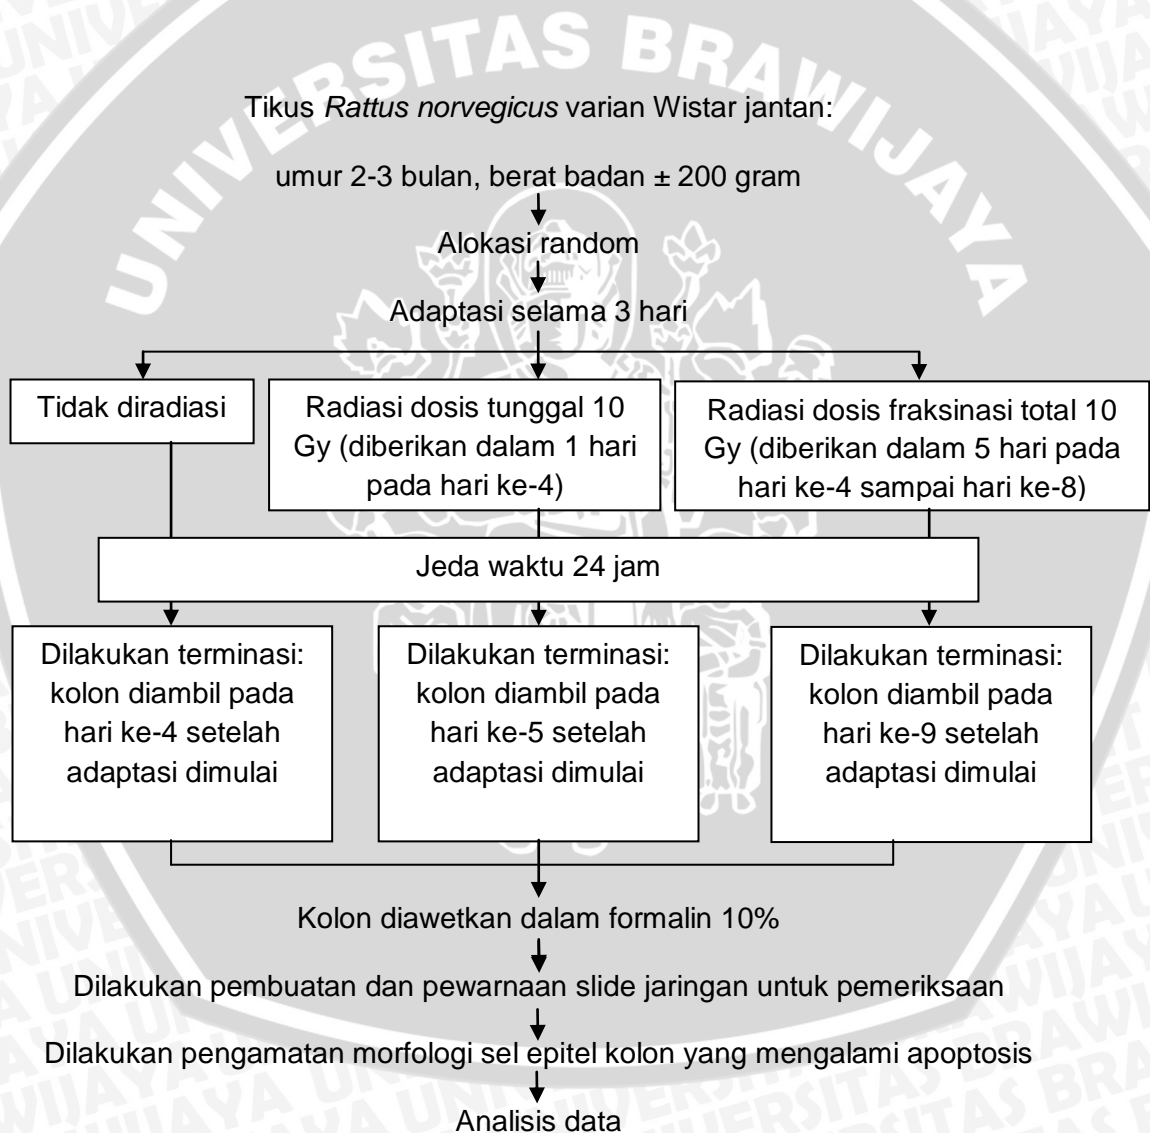 UNIVERSITAS BRAWIJAYA
Tikus Rattus norvegicus varian Wistar jantan:
umur 2-3 bulan, berat badan ± 200 gram
Alokasi random
Adaptasi selama 3 hari
Tidak diradiasi
Radiasi dosis tunggal 10
Gy (diberikan dalam 1 hari
pada hari ke-4)
Radiasi dosis fraksinasi total 10
Gy (diberikan dalam 5 hari pada
hari ke-4 sampai hari ke-8)
Jeda waktu 24 jam
Dilakukan terminasi:
kolon diambil pada
hari ke-4 setelah
adaptasi dimulai
Dilakukan terminasi:
kolon diambil pada
hari ke-5 setelah
adaptasi dimulai
Dilakukan terminasi:
kolon diambil pada
hari ke-9 setelah
adaptasi dimulai
Kolon diawetkan dalam formalin 10%
Dilakukan pembuatan dan pewarnaan slide jaringan untuk pemeriksaan
Dilakukan pengamatan morfologi sel epitel kolon yang mengalami apoptosis
Analisis data